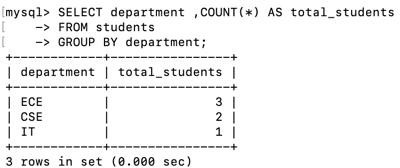 [mysql> SELECT department ,COUNT(*) AS total_students
[    -> FROM students
[    -> GROUP BY department;
+------------+----------------+
| department | total_students |
+------------+----------------+
| ECE        |              3 |
| CSE        |              2 |
| IT         |              1 |
+------------+----------------+
3 rows in set (0.000 sec)